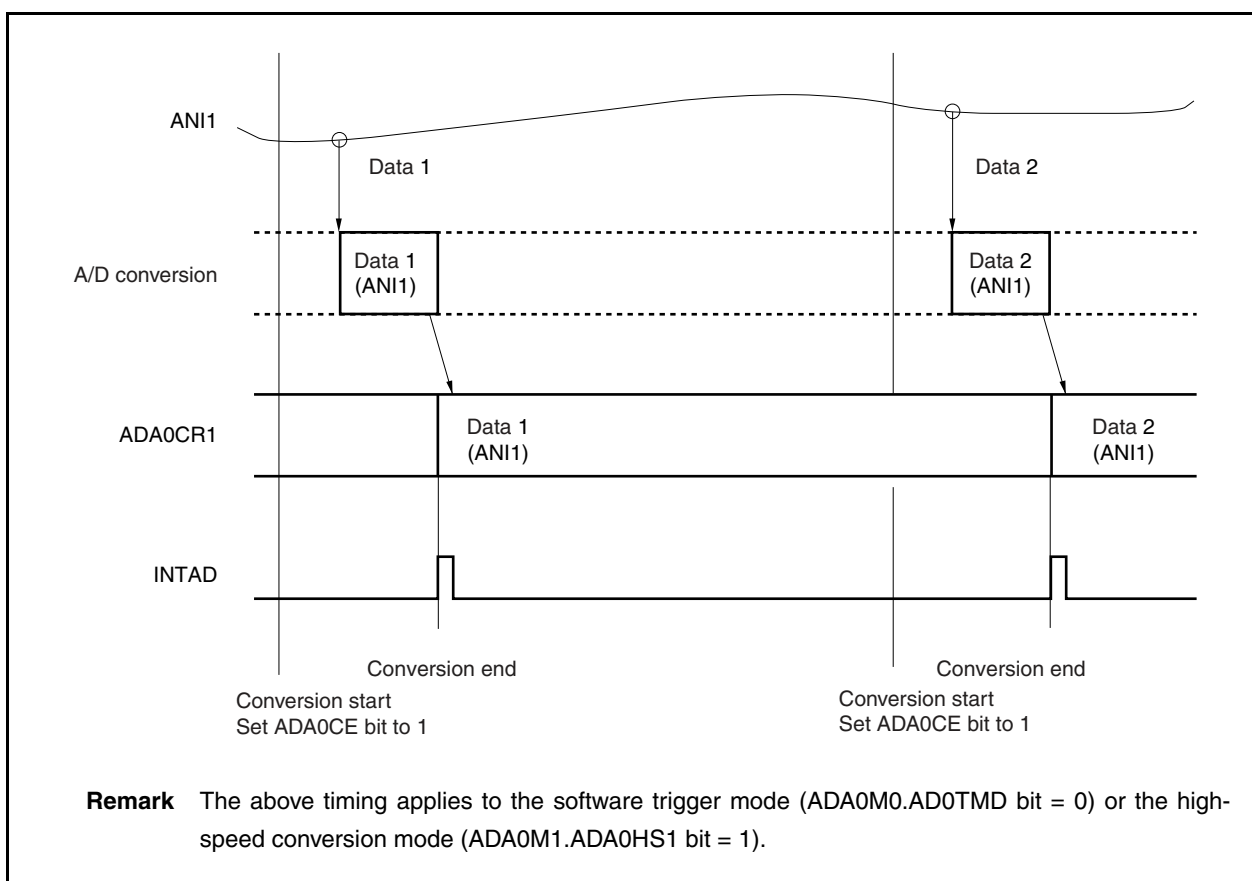 ANI1
Data 1
Data 2
A/D conversion
Data 1
(ANI1)
Data 2
(ANI1)
ADA0CR1
Data 1
(ANI1)
Data 2
(ANI1)
INTAD
Conversion end
Conversion end
Conversion start
Set ADA0CE bit to 1
Conversion start
Set ADA0CE bit to 1
Remark The above timing applies to the software trigger mode (ADA0M0.AD0TMD bit = 0) or the high-
speed conversion mode (ADA0M1.ADA0HS1 bit = 1).